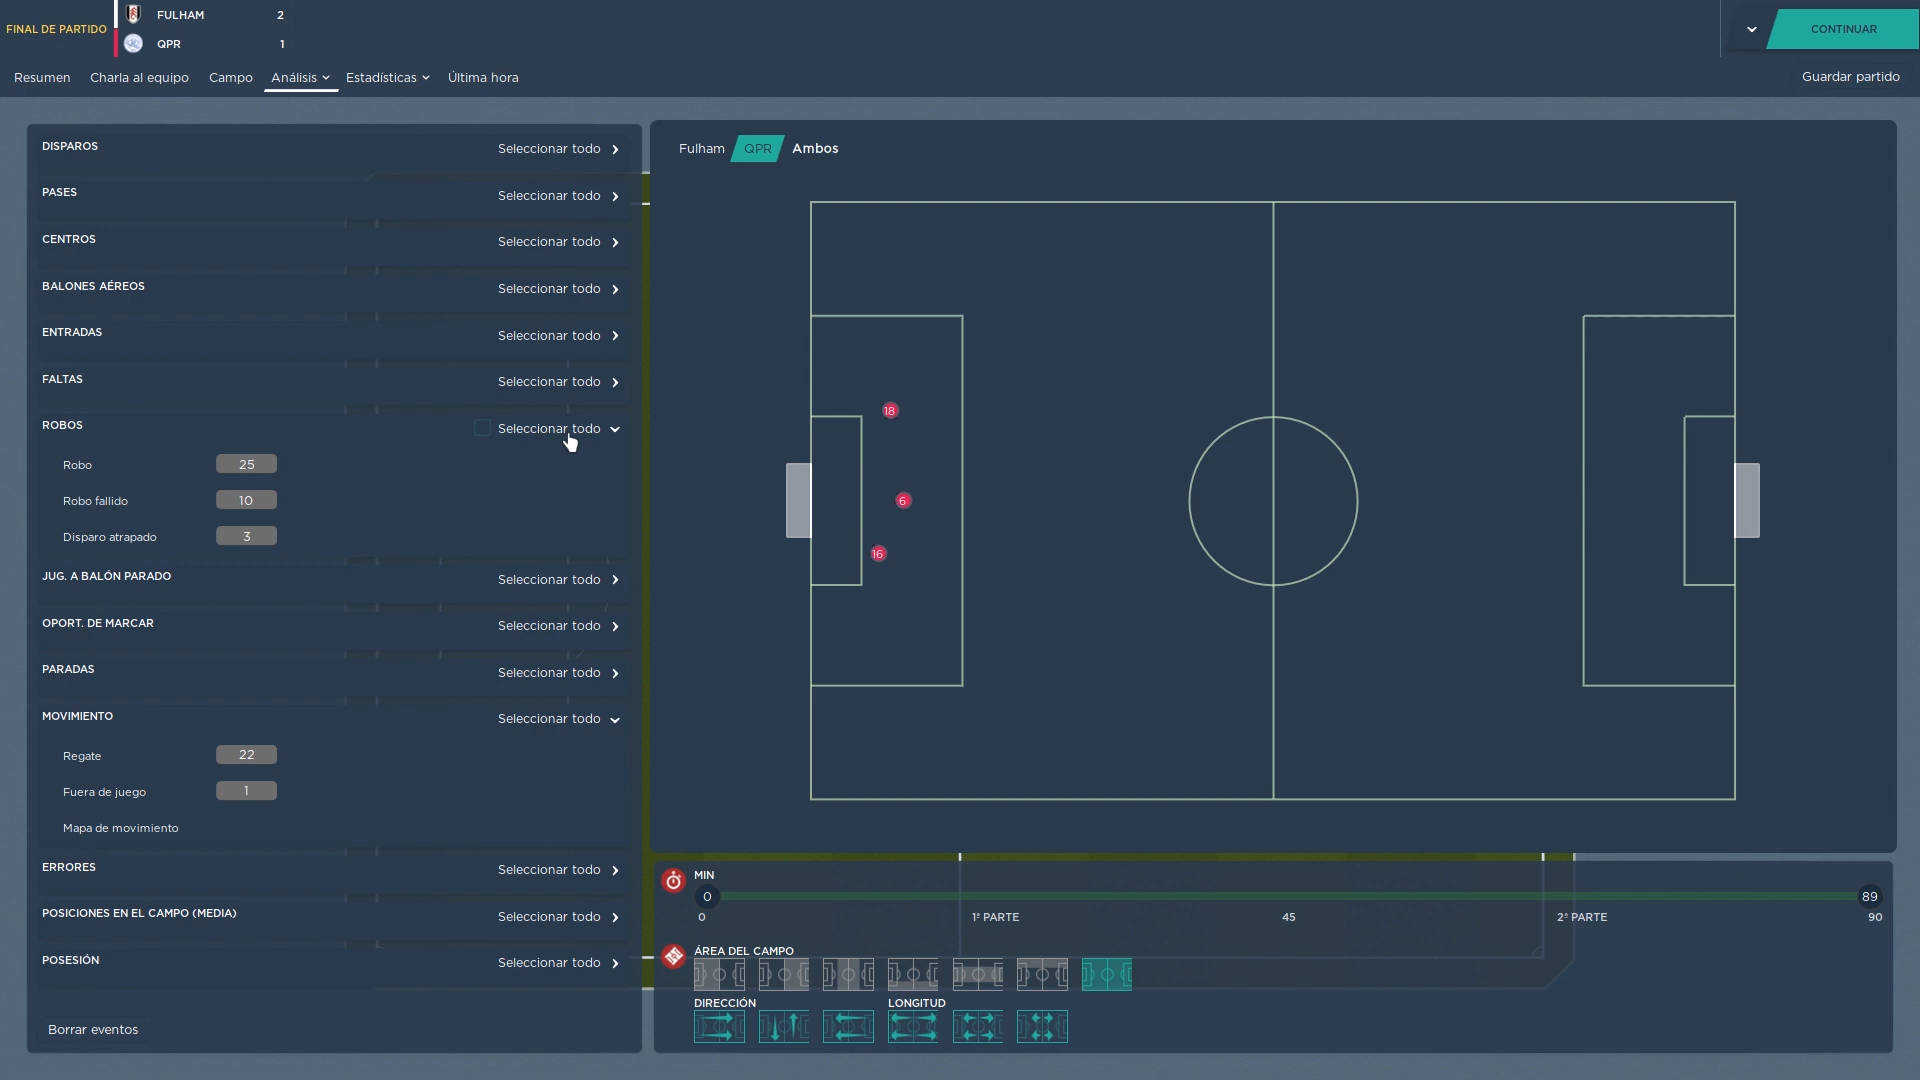 FINAL DE PARTIDO
FULHAM 2
QPR 1
CONTINUAR
Resumen Charla al equipo Campo Análisis Estadísticas Última hora Guardar partido
DISPAROS Seleccionar todo
PASES Seleccionar todo
CENTROS Seleccionar todo
BALONES AÉREOS Seleccionar todo
ENTRADAS Seleccionar todo
FALTAS Seleccionar todo
ROBOS Seleccionar todo
Robo 25
Robo fallido 10
Disparo atrapado 3
JUG. A BALÓN PARADO Seleccionar todo
OPORT. DE MARCAR Seleccionar todo
PARADAS Seleccionar todo
MOVIMIENTO Seleccionar todo
Regate 22
Fuera de juego 1
Mapa de movimiento
ERRORES Seleccionar todo
POSICIONES EN EL CAMPO (MEDIA) Seleccionar todo
POSESIÓN Seleccionar todo
Borrar eventos
Fulham QPR Ambos
18
6
16
MIN
0 89
0 1ª PARTE 45 2ª PARTE 90
ÁREA DEL CAMPO
DIRECCIÓN LONGITUD